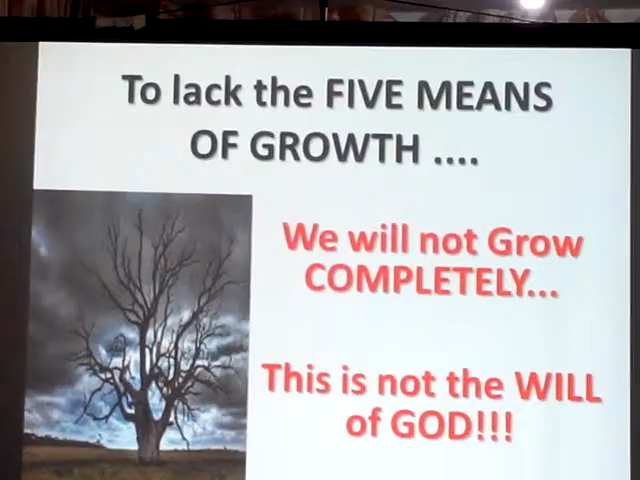 To lack the FIVE MEANS
OF GROWTH ....
We will not Grow
COMPLETELY...
This is not the WILL
of GOD!!!